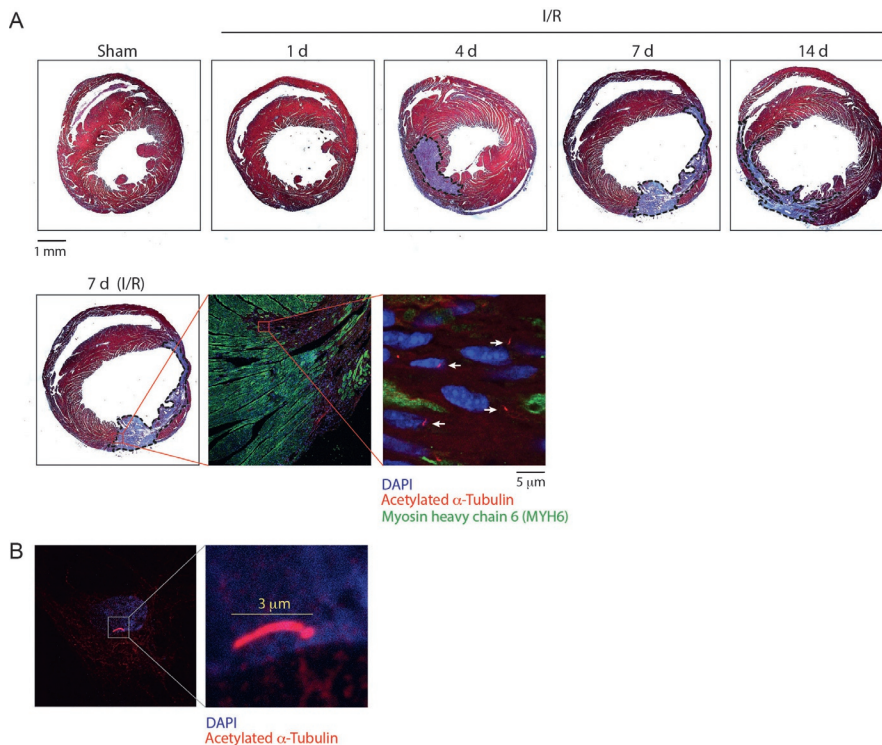 A
I/R
Sham
1 d
4 d
7 d
14 d
1 mm
7 d (I/R)
5 μm
DAPI
Acetylated α-Tubulin
Myosin heavy chain 6 (MYH6)
B
3 μm
DAPI
Acetylated α-Tubulin